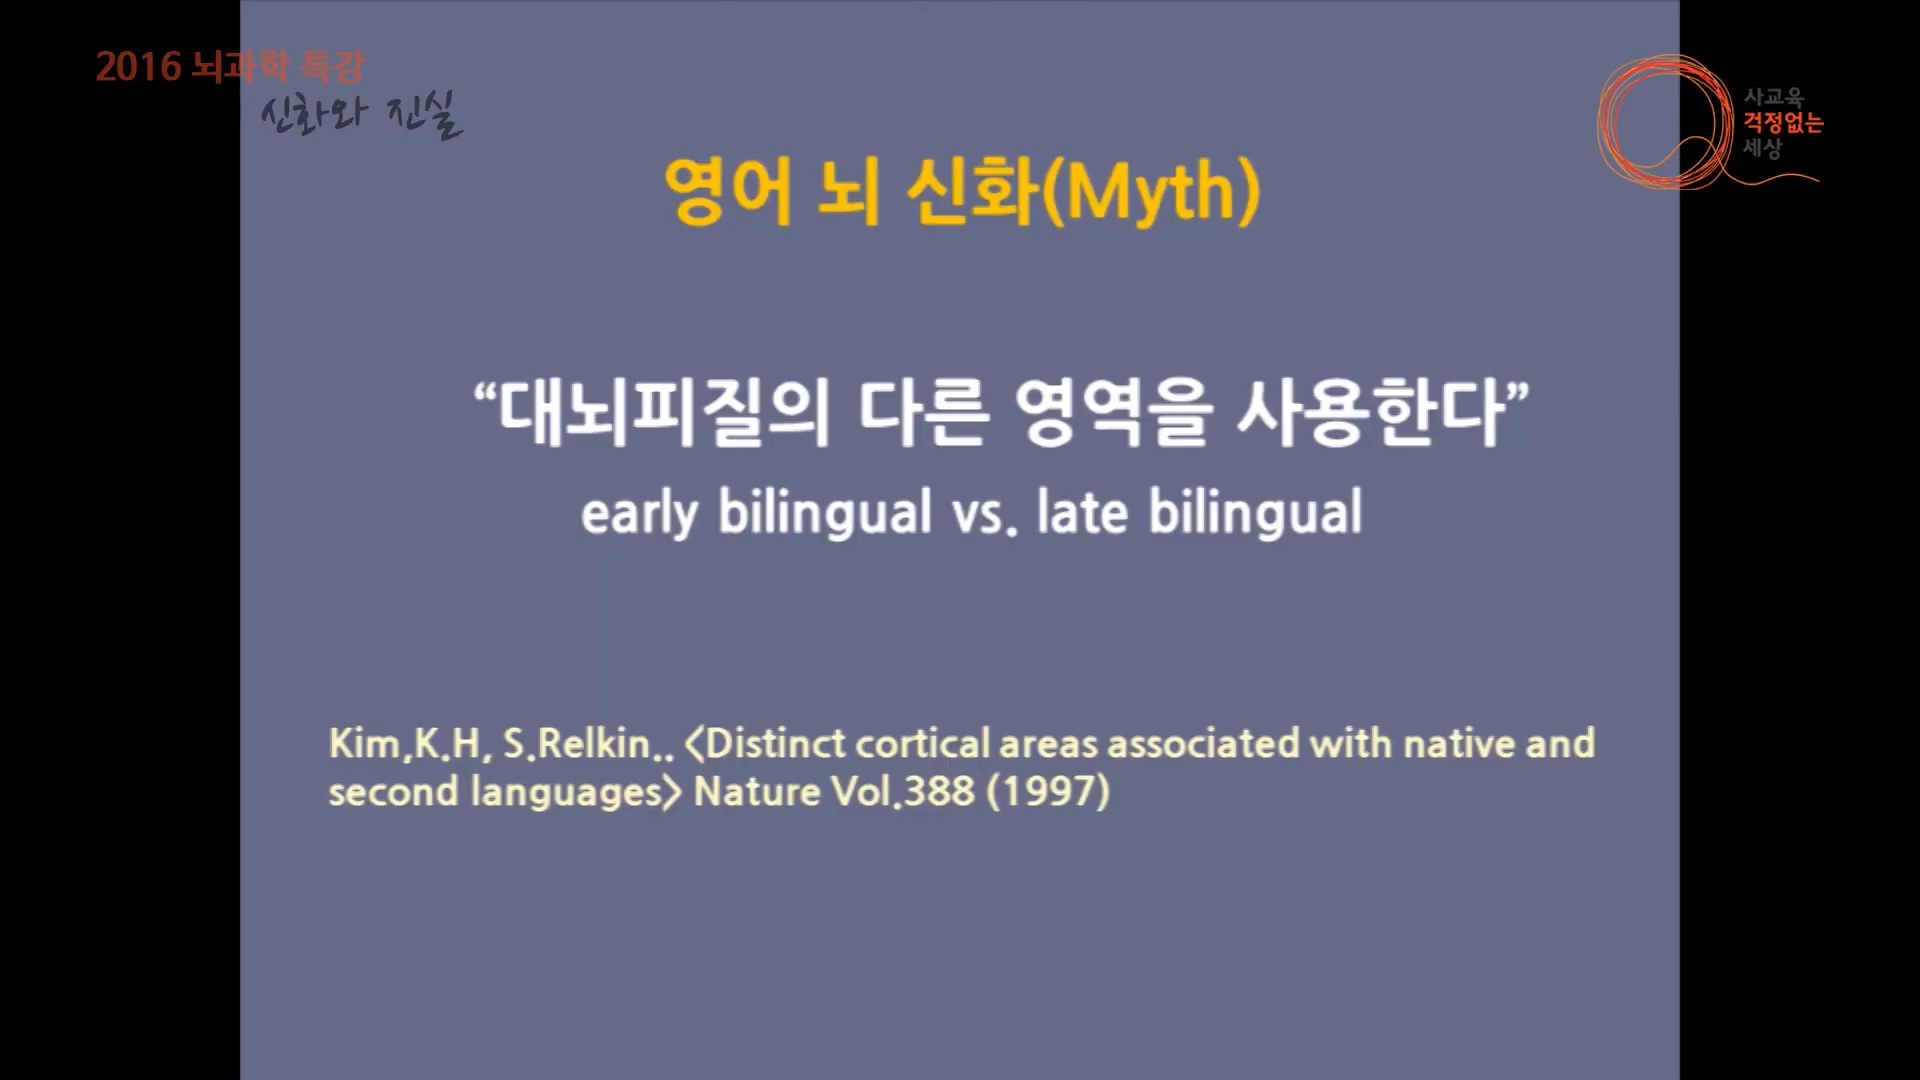 2016 뇌과학 특강
신화와 진실
사교육
걱정없는
세상
영어 뇌 신화(Myth)
“대뇌피질의 다른 영역을 사용한다”
early bilingual vs. late bilingual
Kim,K.H, S.Relkin.. <Distinct cortical areas associated with native and
second languages> Nature Vol.388 (1997)